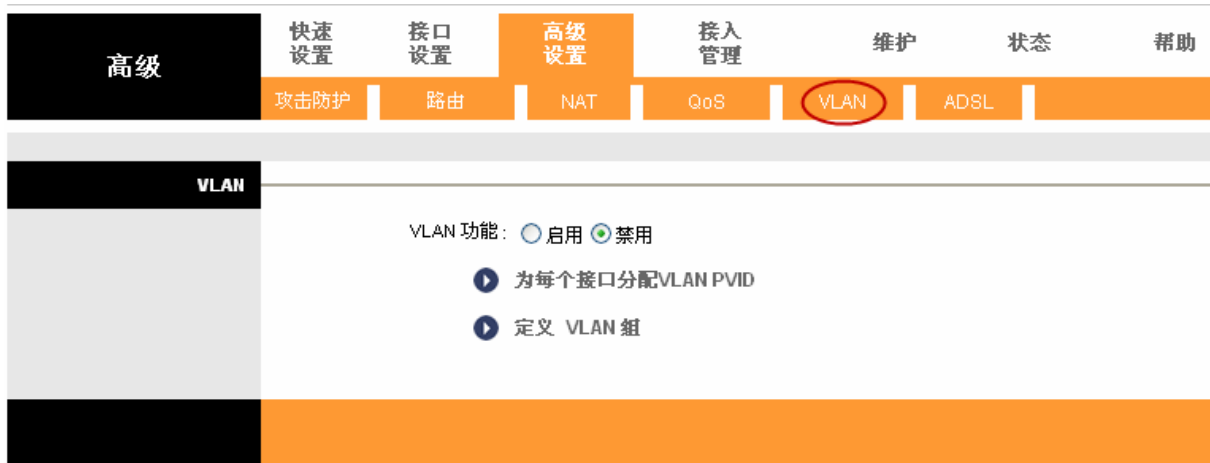 高级
快速设置
接口设置
高级设置
接入管理
维护
状态
帮助
攻击防护
路由
NAT
QoS
VLAN
ADSL
VLAN
VLAN 功能: 启用 禁用
为每个接口分配VLAN PVID
定义 VLAN 组